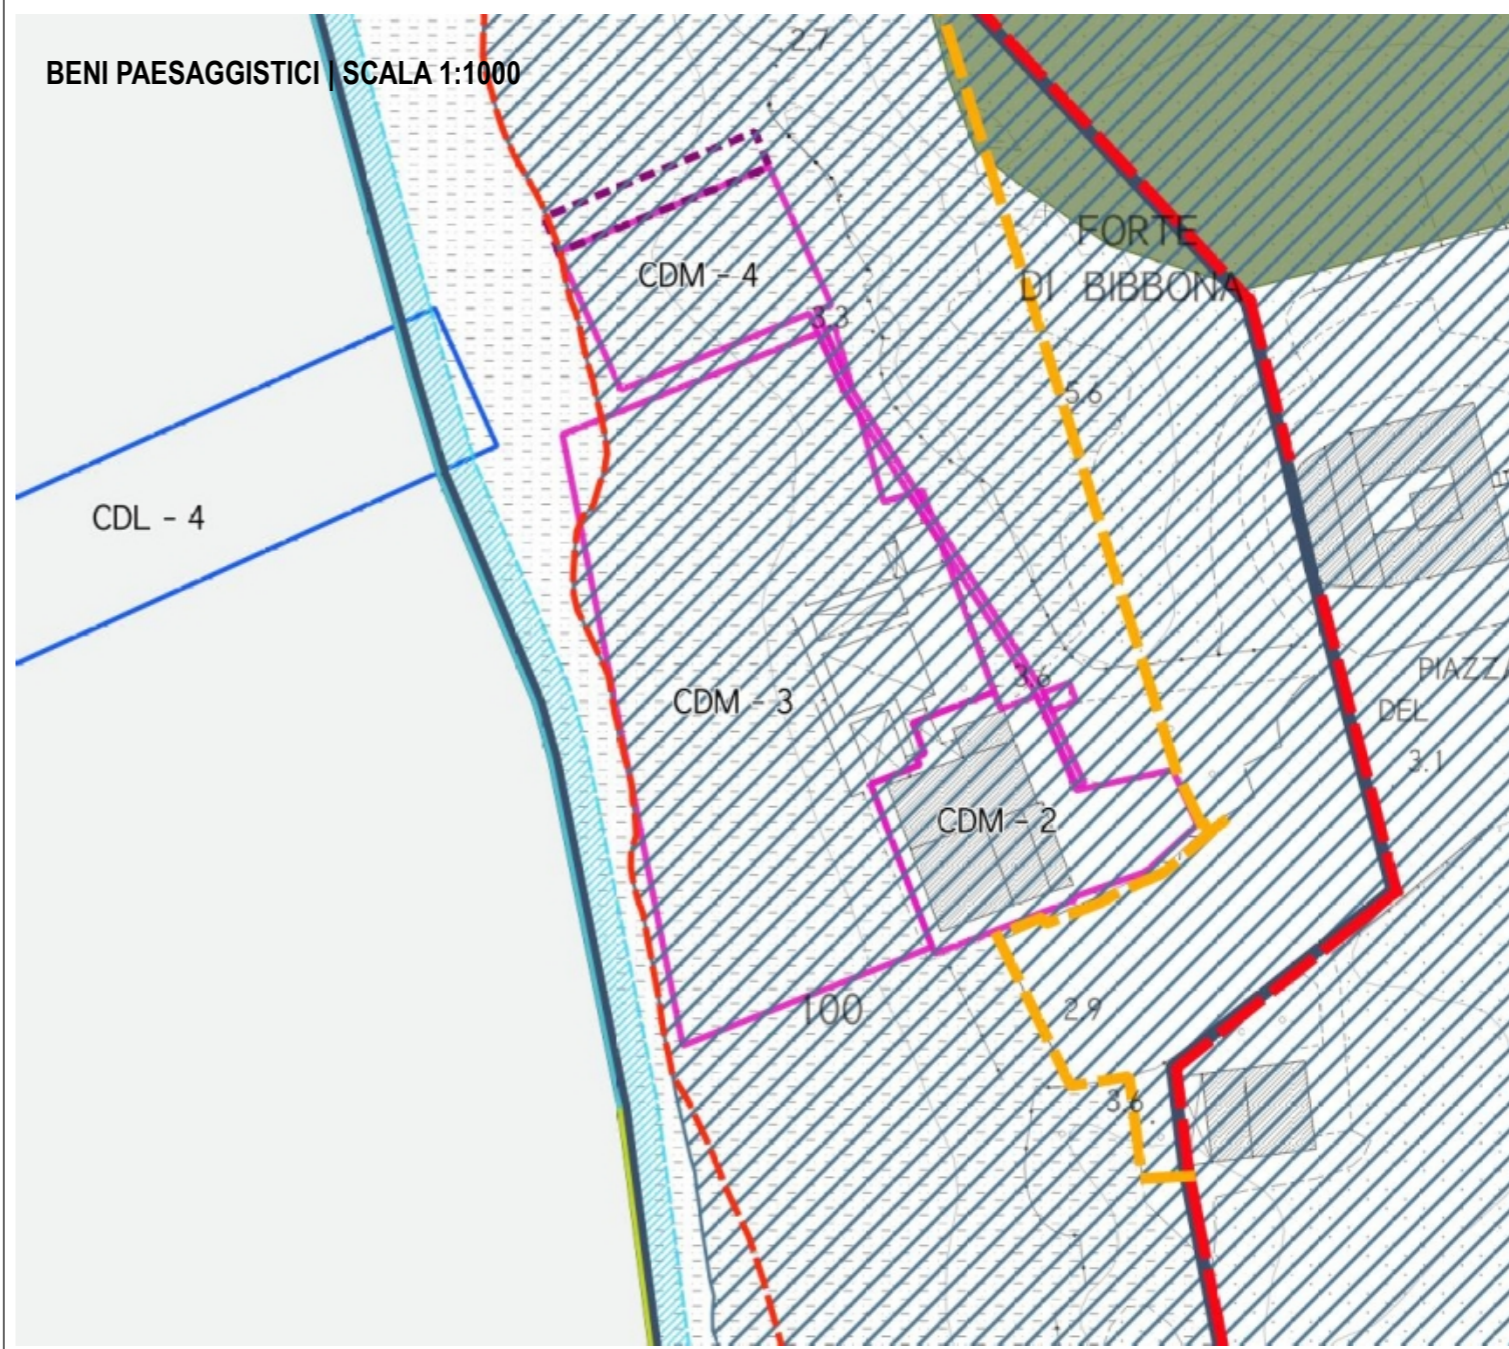 BENI PAESAGGISTICI | SCALA 1:1000
2.7
FORTE
DI BIBBONA
CDM - 4
3.3
5.6
CDL - 4
3.6
CDM - 3
PIAZZA
DEL
3.1
CDM - 2
100
2.9
3.6